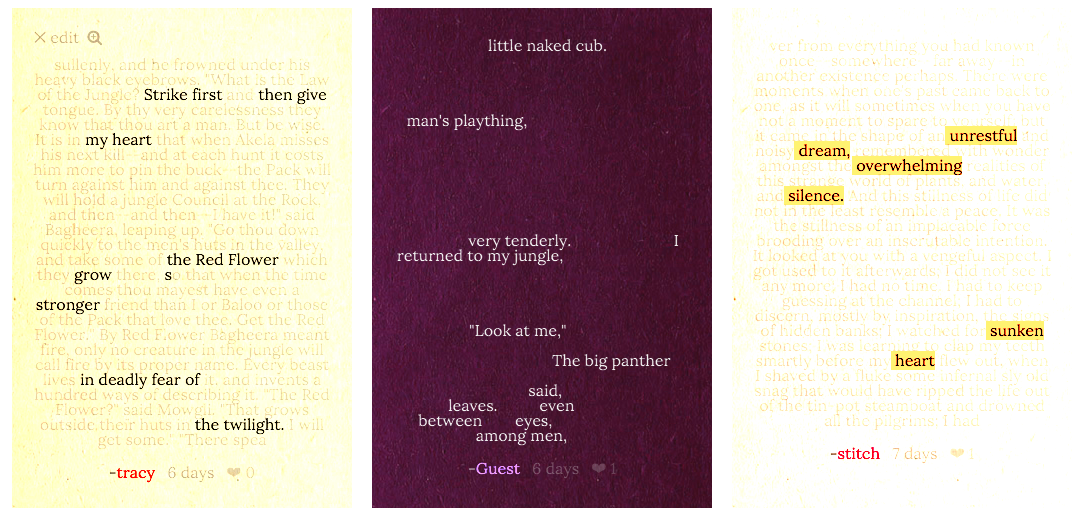 edit
sullenly, and he frowned under his
heavy black eyebrows. "What is the Law
of the Jungle? Strike first and then give
tongue. By thy very carelessness they
know that thou art a man. But be wise.
It is in my heart that when Akela misses
his next kill—and at each hunt it costs
him more to pin the buck—the Pack will
turn against him and against thee. They
will hold a jungle Council at the Rock,
and then—and then—I have it!" said
Bagheera, leaping up. "Go thou down
quickly to the men's huts in the valley,
and take some of the Red Flower which
they grow there, so that when the time
comes thou mayest have even a
stronger friend than I or Baloo or those
of the Pack that love thee. Get the Red
Flower." By Red Flower Bagheera meant
fire, only no creature in the jungle will
call fire by its proper name. Every beast
lives in deadly fear of it, and invents a
hundred ways of describing it. "The Red
Flower?" said Mowgli. "That grows
outside their huts in the twilight. I will
get some." "There spea
-tracy 6 days 0
little naked cub.
man's plaything,
very tenderly. I
returned to my jungle,
"Look at me,"
The big panther
said,
leaves. even
between eyes,
among men,
-Guest 6 days 1
ver from everything you had known
once—somewhere—far away—in
another existence perhaps. There were
moments when one's past came back to
one, as it will sometimes when you have
not a moment to spare to yourself; but
it came in the shape of an unrestful and
noisy dream, remembered with wonder
amongst the overwhelming realities of
this strange world of plants, and water,
and silence. And this stillness of life did
not in the least resemble a peace. It was
the stillness of an implacable force
brooding over an inscrutable intention.
It looked at you with a vengeful aspect. I
got used to it afterwards; I did not see it
any more; I had no time. I had to keep
guessing at the channel; I had to
discern, mostly by inspiration, the signs
of hidden banks; I watched for sunken
stones; I was learning to clap my teeth
smartly before my heart flew out, when
I shaved by a fluke some infernal sly old
snag that would have ripped the life out
of the tin-pot steamboat and drowned
all the pilgrims; I had
-stitch 7 days 1